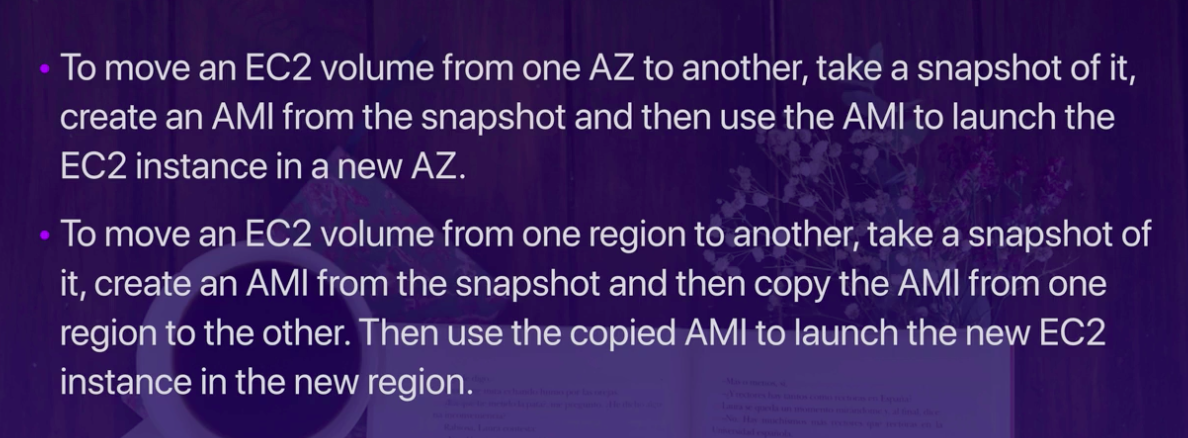 • To move an EC2 volume from one AZ to another, take a snapshot of it,
create an AMI from the snapshot and then use the AMI to launch the
EC2 instance in a new AZ.
• To move an EC2 volume from one region to another, take a snapshot of
it, create an AMI from the snapshot and then copy the AMI from one
region to the other. Then use the copied AMI to launch the new EC2
instance in the new region.